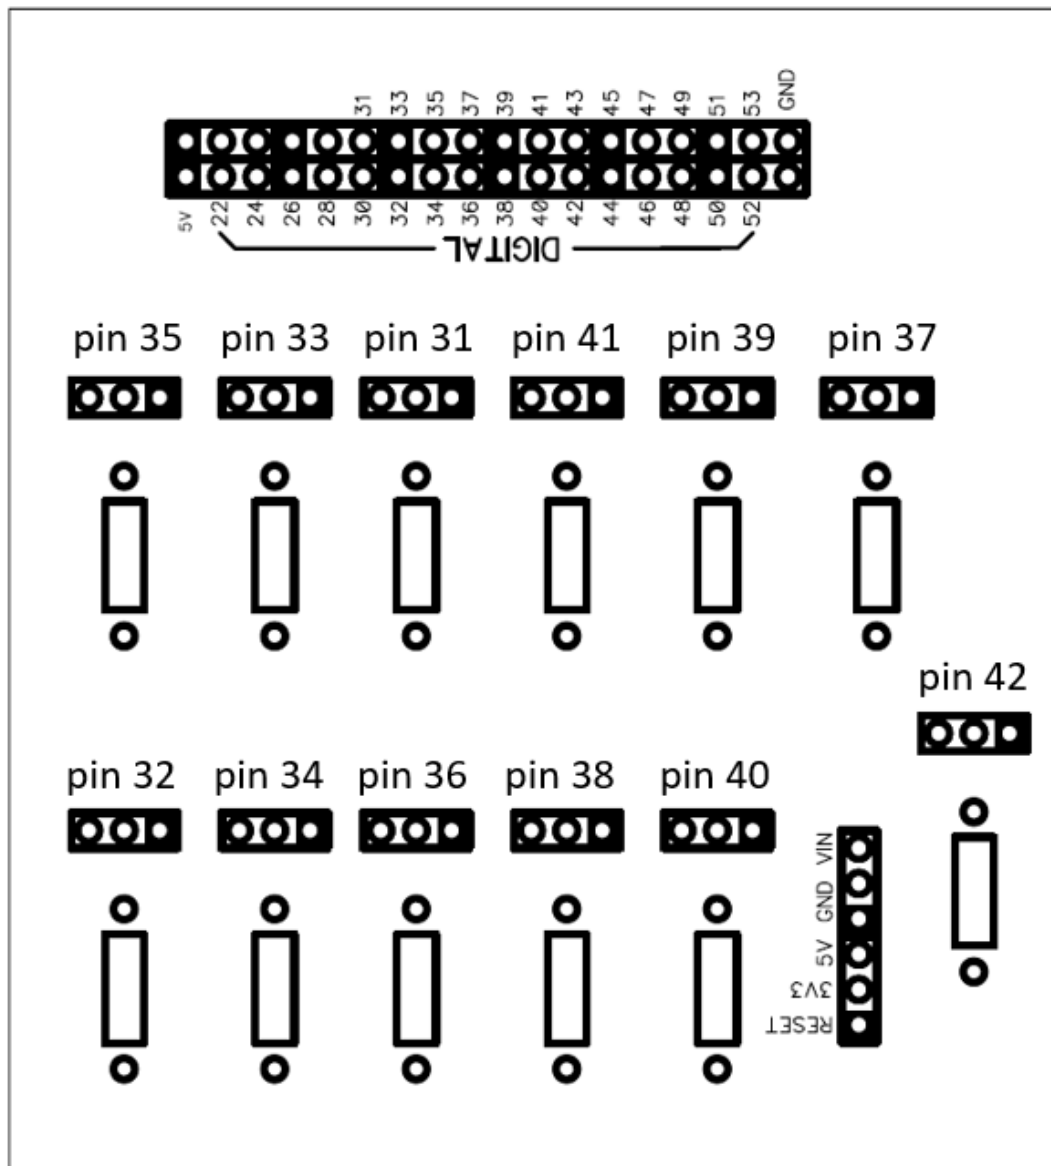 31 33 35 37 39 41 43 45 47 49 51 53 GND
5V 22 24 26 28 30 32 34 36 38 40 42 44 46 48 50 52
DIGITAL
pin 35 pin 33 pin 31 pin 41 pin 39 pin 37
pin 42
pin 32 pin 34 pin 36 pin 38 pin 40
VIN
GND
5V
3V3
RESET